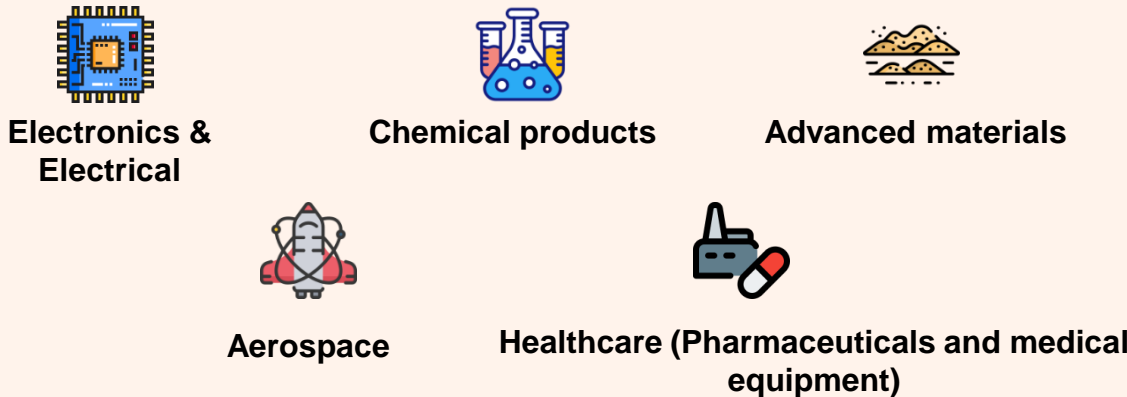 Electronics &
Electrical
Chemical products
Advanced materials
Aerospace
Healthcare (Pharmaceuticals and medical
equipment)